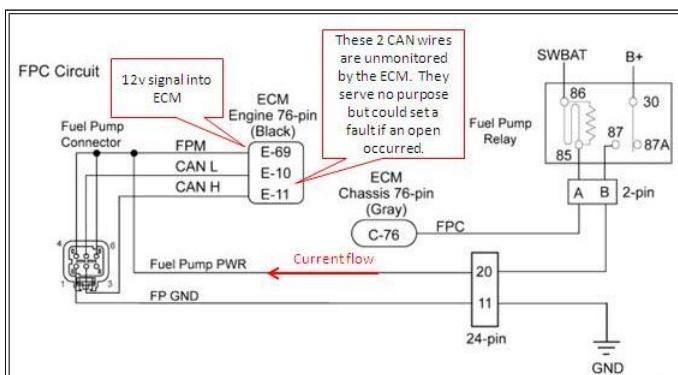 FPC Circuit
12v signal into
ECM
These 2 CAN wires
are unmonitored
by the ECM. They
serve no purpose
but could set a
fault if an open
occurred.
SWBAT
B+
86
30
87
87A
85
Fuel Pump
Relay
A
B
2-pin
ECM
Engine 76-pin
(Black)
Fuel Pump
Connector
FPM
E-69
CAN L
E-10
CAN H
E-11
ECM
Chassis 76-pin
(Gray)
C-76
FPC
4
6
1
3
Fuel Pump PWR
Current flow
20
FP GND
11
24-pin
GND